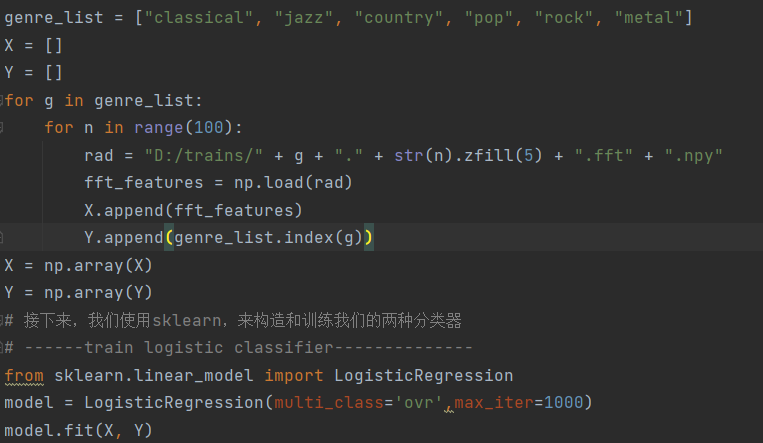 genre_list = ["classical", "jazz", "country", "pop", "rock", "metal"]
X = []
Y = []
for g in genre_list:
    for n in range(100):
        rad = "D:/trains/" + g + "." + str(n).zfill(5) + ".fft" + ".npy"
        fft_features = np.load(rad)
        X.append(fft_features)
        Y.append(genre_list.index(g))
X = np.array(X)
Y = np.array(Y)
# 接下来，我们使用sklearn，来构造和训练我们的两种分类器
# ------train logistic classifier--------------
from sklearn.linear_model import LogisticRegression
model = LogisticRegression(multi_class='ovr',max_iter=1000)
model.fit(X, Y)